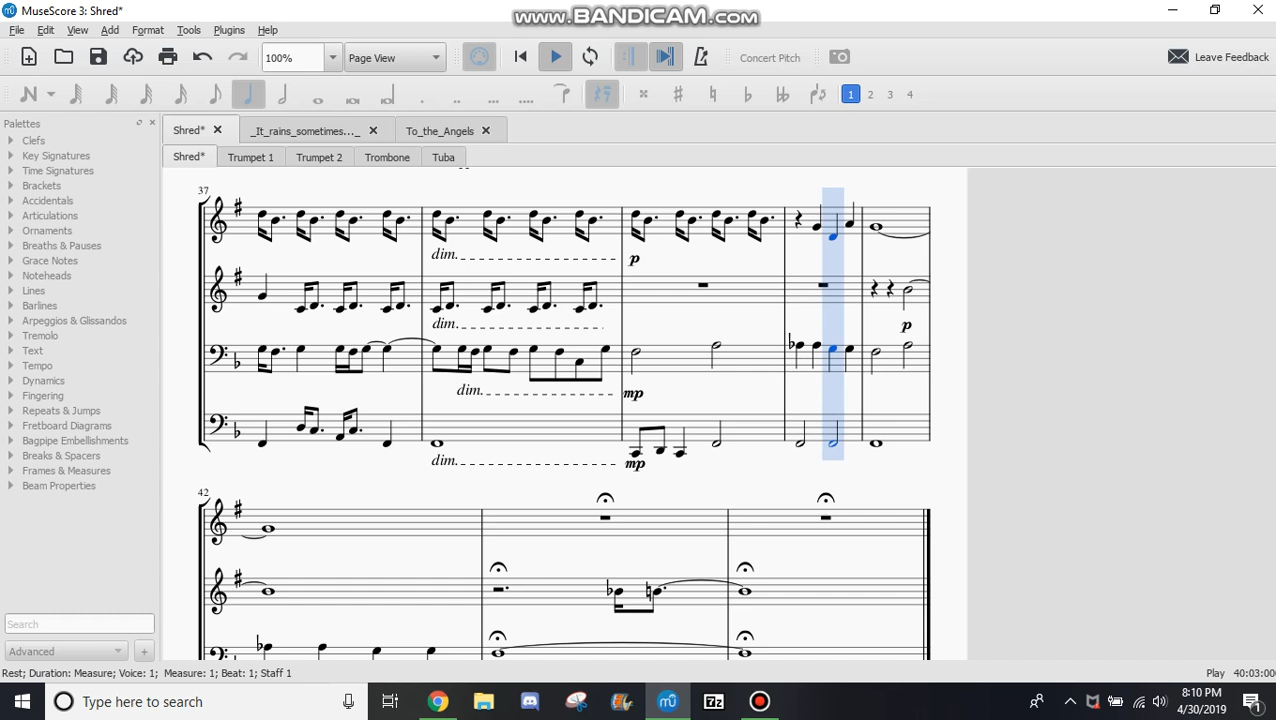 MuseScore 3: Shred*
www.BANDICAM.com
File Edit View Add Format Tools Plugins Help
100% Page View Concert Pitch Leave Feedback
1 2 3 4
Palettes
Clefs
Key Signatures
Time Signatures
Brackets
Accidentals
Articulations
Ornaments
Breaths & Pauses
Grace Notes
Noteheads
Lines
Barlines
Arpeggios & Glissandos
Tremolo
Text
Tempo
Dynamics
Fingering
Repeats & Jumps
Fretboard Diagrams
Bagpipe Embellishments
Breaks & Spacers
Frames & Measures
Beam Properties
Search
Advanced +
Shred* _It_rains_sometimes..._ To_the_Angels
Shred* Trumpet 1 Trumpet 2 Trombone Tuba
37
dim. p
dim. p
dim. mp
dim. mp
42
Rest; Duration: Measure; Voice: 1; Measure: 1; Beat: 1; Staff 1
Play 40:03:000
Type here to search
7z
8:10 PM
4/30/2019
1